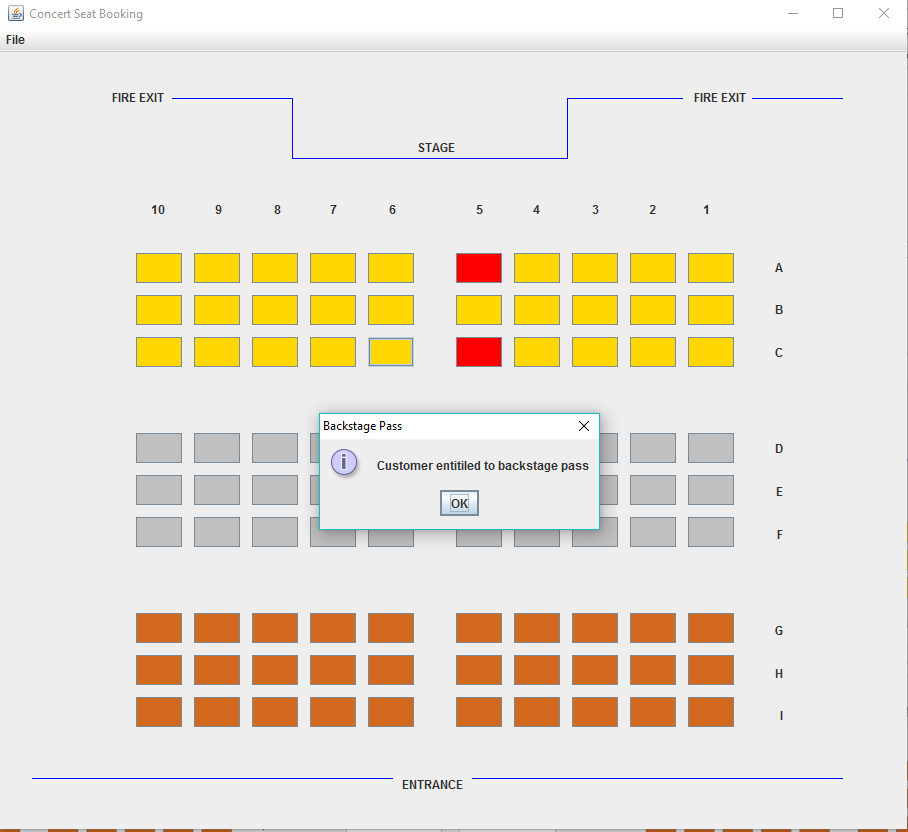 Concert Seat Booking
File
FIRE EXIT
FIRE EXIT
STAGE
10 9 8 7 6 5 4 3 2 1
A
B
C
Backstage Pass
Customer entitiled to backstage pass
OK
D
E
F
G
H
I
ENTRANCE